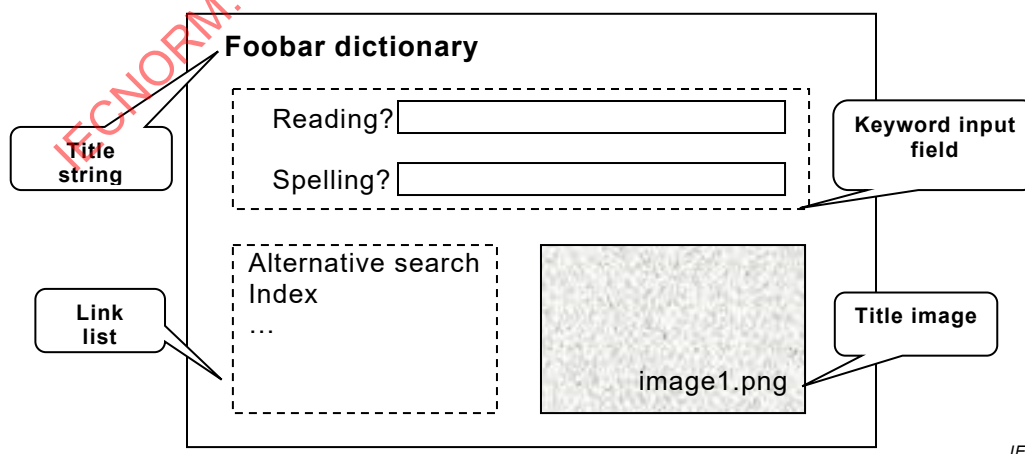 IECNORM.
Foobar dictionary
Reading?
Keyword input
field
Title
string
Spelling?
Alternative search
Index
…
Link
list
Title image
image1.png
IE